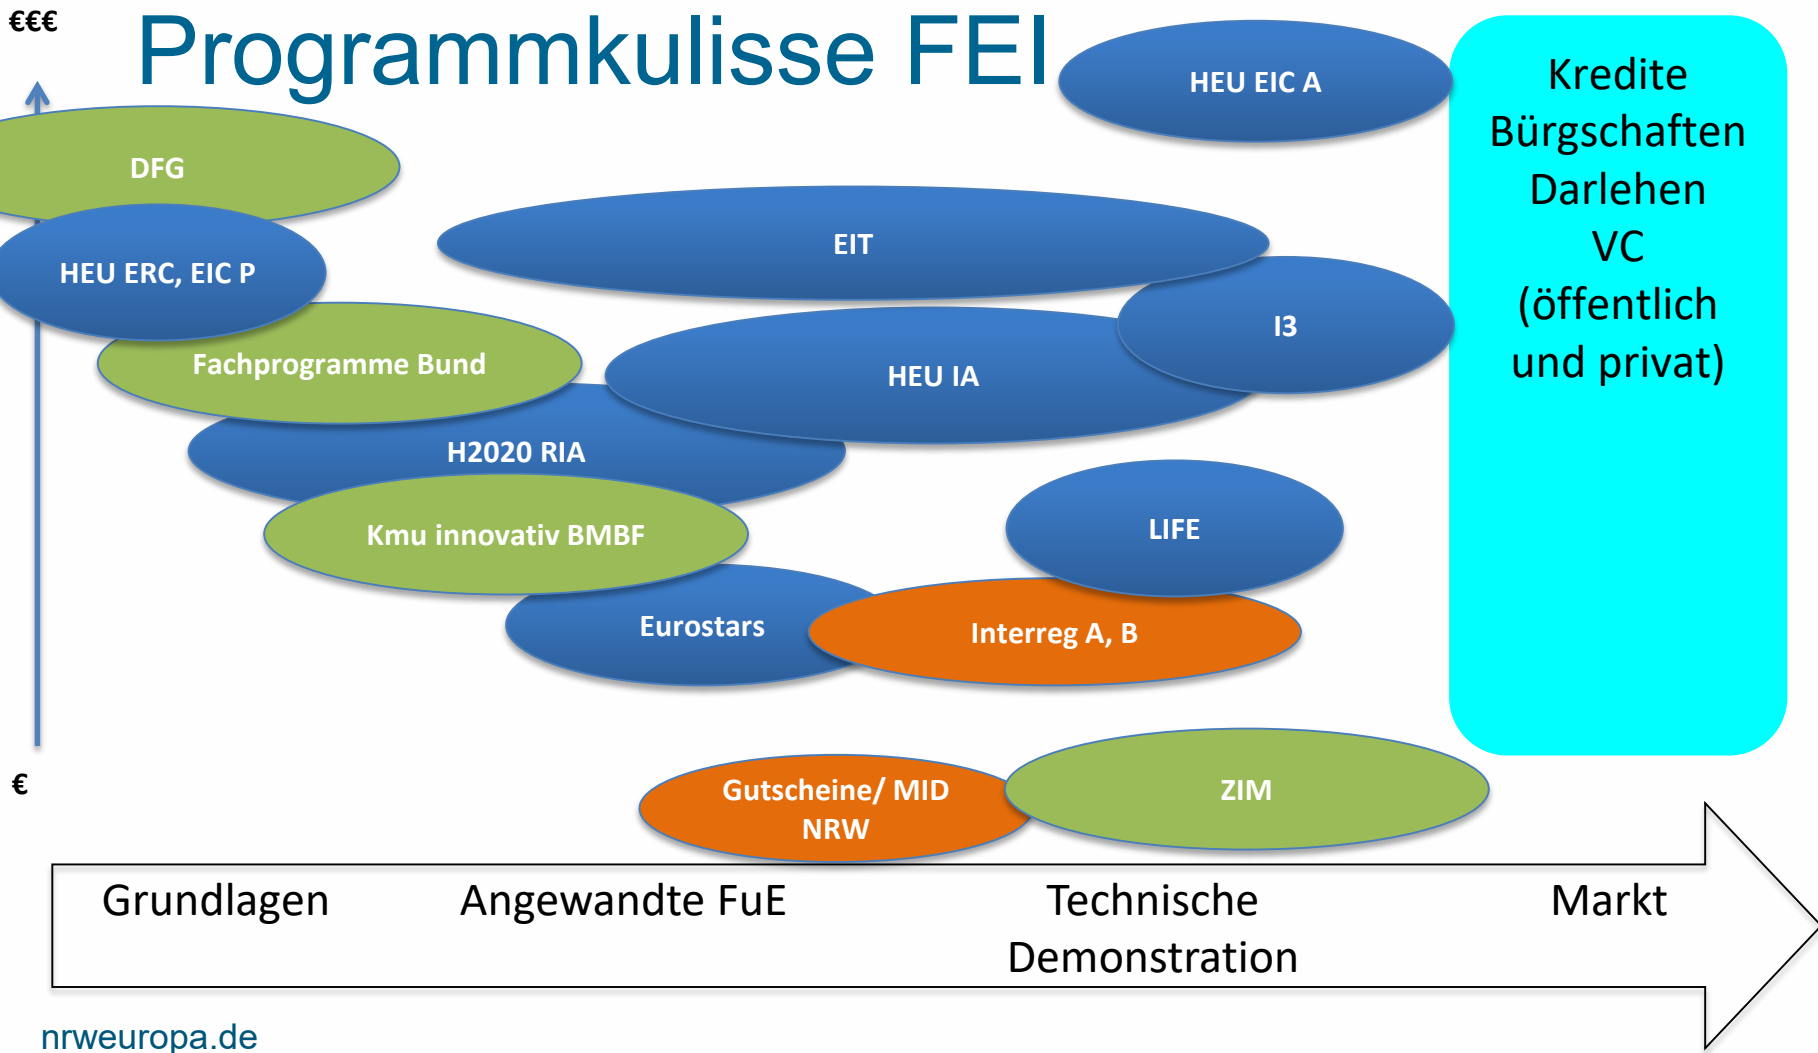 €€€
Programmkulisse FEI
HEU EIC A
Kredite
Bürgschaften
Darlehen
VC
(öffentlich
und privat)
DFG
EIT
HEU ERC, EIC P
I3
Fachprogramme Bund
HEU IA
H2020 RIA
Kmu innovativ BMBF
LIFE
Eurostars
Interreg A, B
€
Gutscheine/ MID
NRW
ZIM
Grundlagen
Angewandte FuE
Technische
Demonstration
Markt
nrweuropa.de